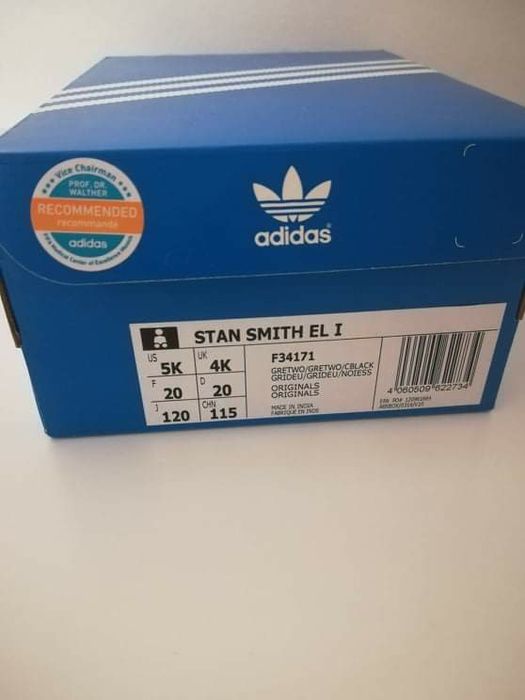 Vice Chairman
PROF. DR.
WALTHER
RECOMMENDED
recommandé
adidas
adidas
STAN SMITH EL I
US 5K UK 4K
F 20 D 20
J 120 CHN 115
F34171
GRETWO/GRETWO/CBLACK
GRIDEU/GRIDEU/NOIESS
ORIGINALS
ORIGINALS
MADE IN INDIA
FABRIQUE EN INDE
4 060509 622734